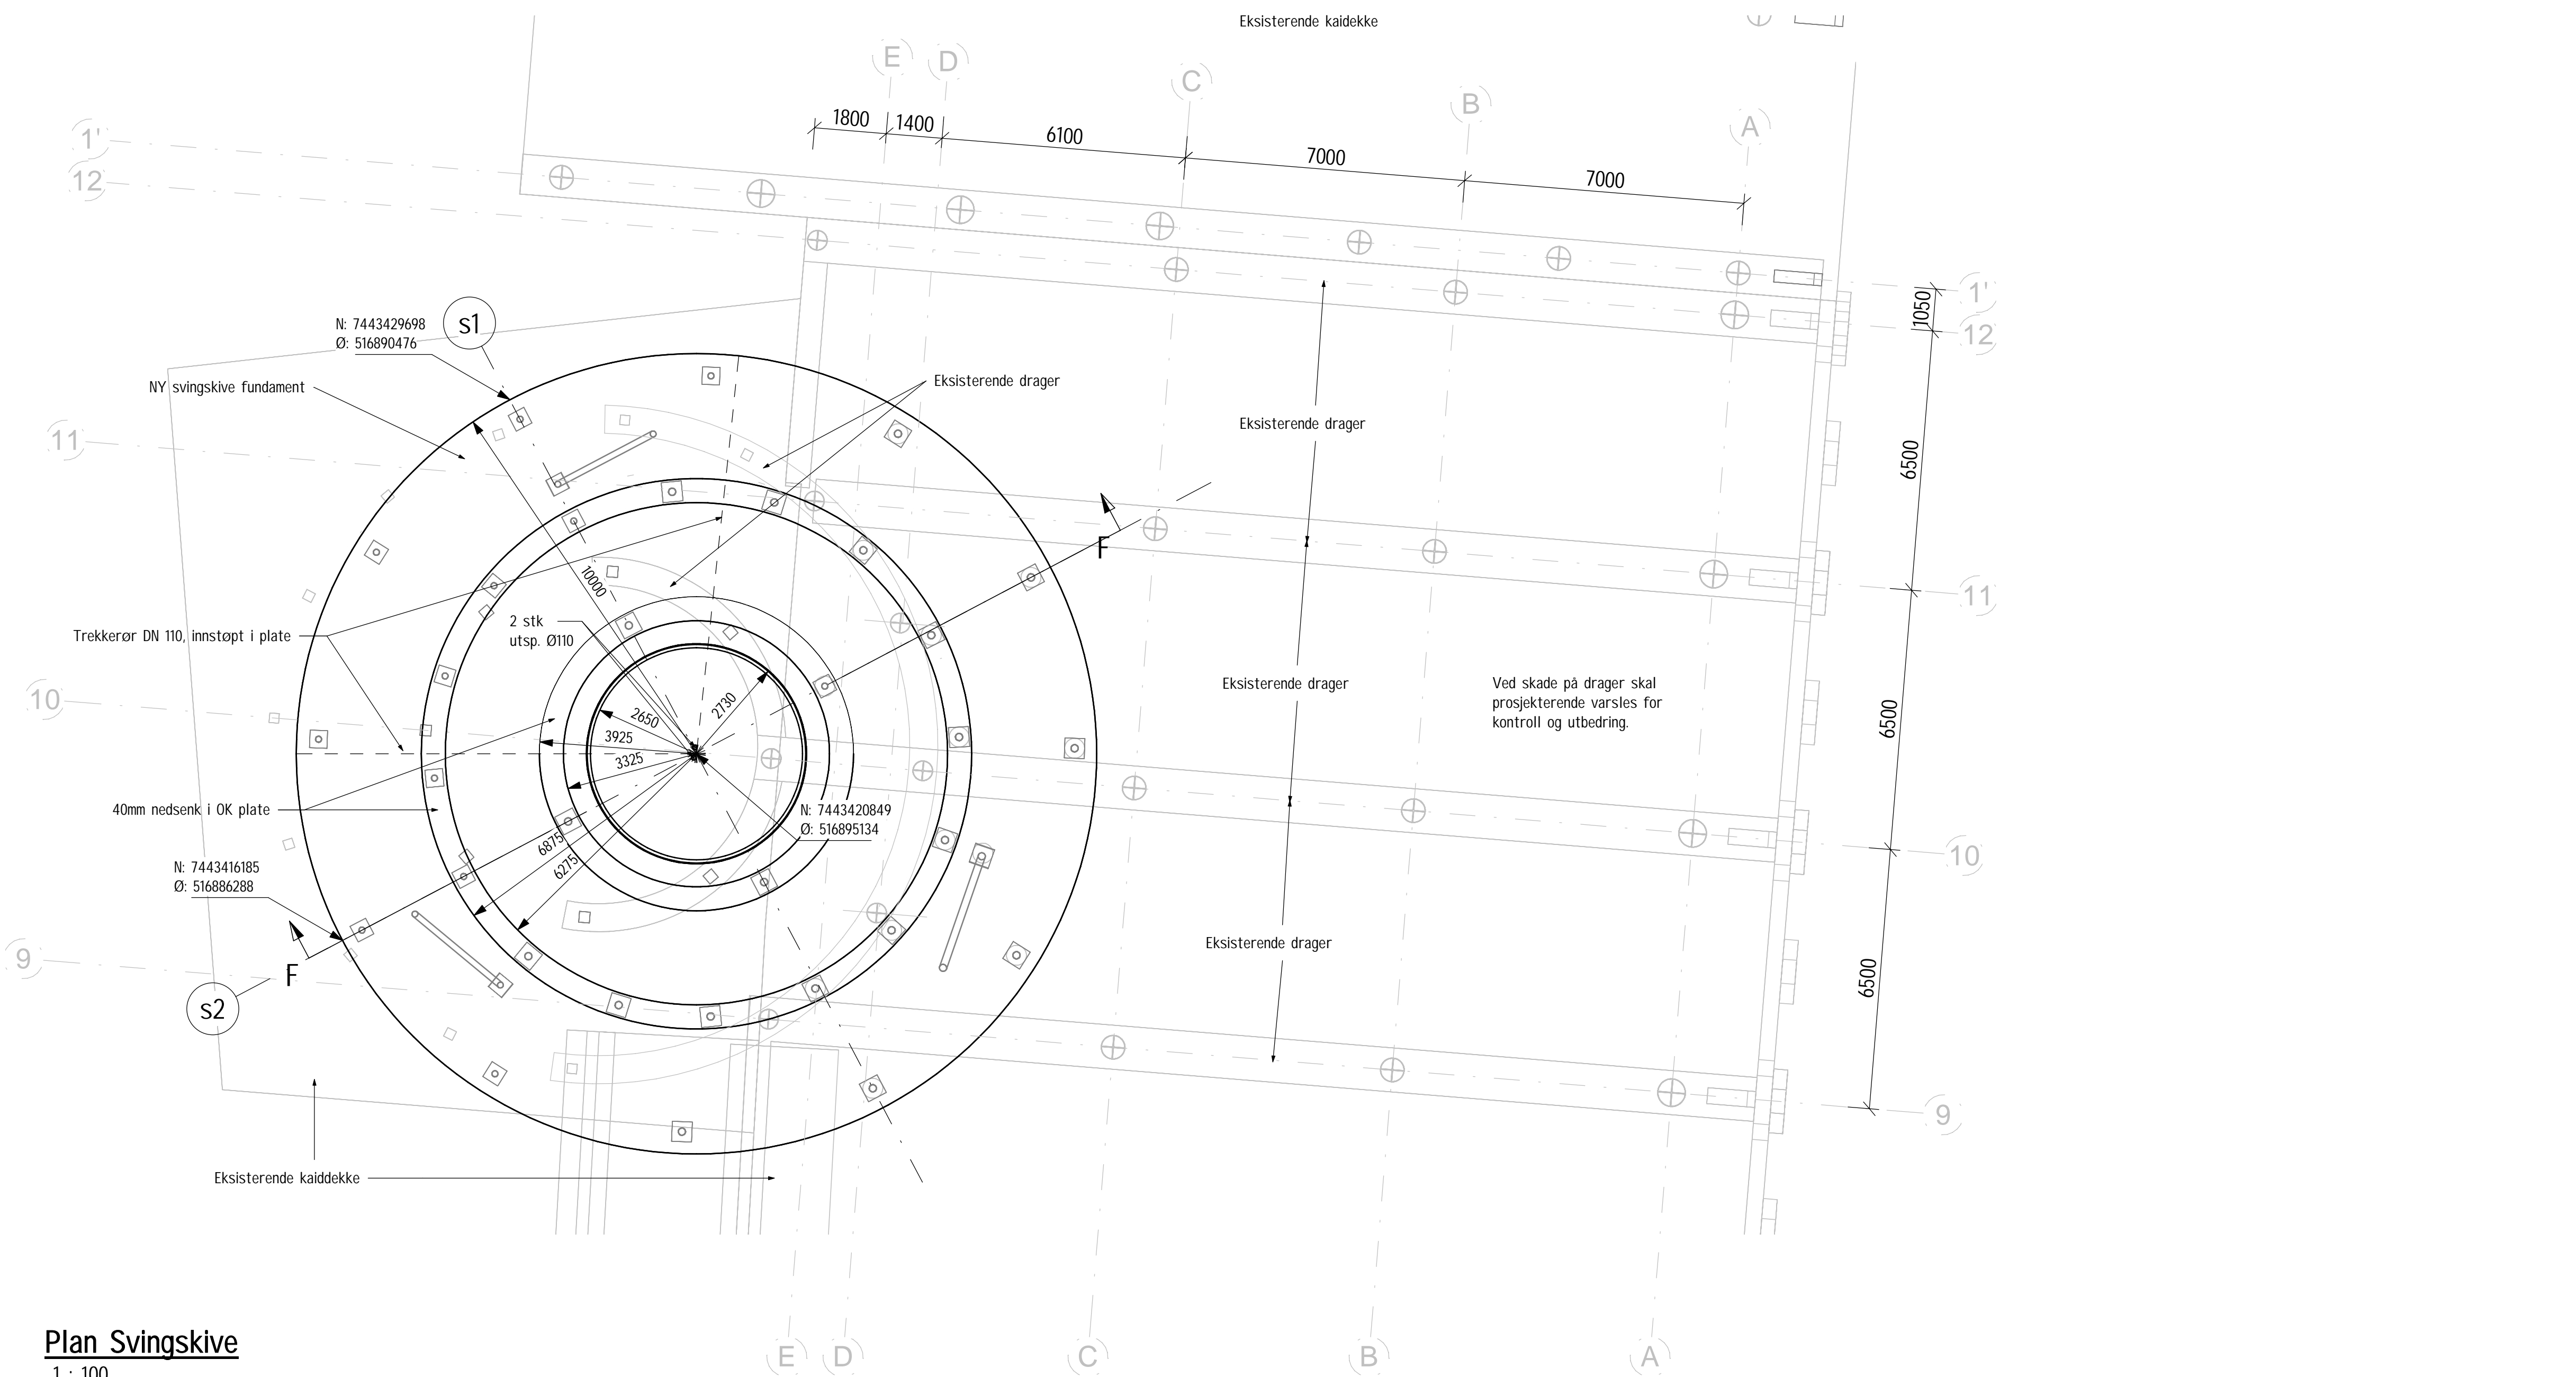 Eksisterende kaidekke
E
D
C
B
A
1800
1400
6100
7000
7000
1'
12
1'
12
1050
s1
N: 7443429698
Ø: 516890476
NY svingskive fundament
Eksisterende drager
Eksisterende drager
11
6500
F
11
10000
2 stk
utsp. Ø110
Trekkerør DN 110, innstøpt i plate
10
Eksisterende drager
Ved skade på drager skal
prosjekterende varsles for
kontroll og utbedring.
6500
2730
2650
3925
3325
40mm nedsenk i OK plate
N: 7443420849
Ø: 516895134
6875
6275
10
N: 7443416185
Ø: 516886288
Eksisterende drager
9
F
s2
6500
9
Eksisterende kaiddekke
Plan Svingskive
1 : 100
E
D
C
B
A